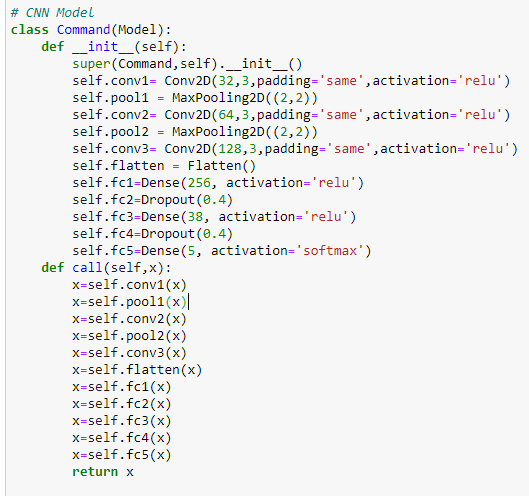 # CNN Model
class Command(Model):
    def __init__(self):
        super(Command,self).__init__()
        self.conv1= Conv2D(32,3,padding='same',activation='relu')
        self.pool1 = MaxPooling2D((2,2))
        self.conv2= Conv2D(64,3,padding='same',activation='relu')
        self.pool2 = MaxPooling2D((2,2))
        self.conv3= Conv2D(128,3,padding='same',activation='relu')
        self.flatten = Flatten()
        self.fc1=Dense(256, activation='relu')
        self.fc2=Dropout(0.4)
        self.fc3=Dense(38, activation='relu')
        self.fc4=Dropout(0.4)
        self.fc5=Dense(5, activation='softmax')
    def call(self,x):
        x=self.conv1(x)
        x=self.pool1(x)
        x=self.conv2(x)
        x=self.pool2(x)
        x=self.conv3(x)
        x=self.flatten(x)
        x=self.fc1(x)
        x=self.fc2(x)
        x=self.fc3(x)
        x=self.fc4(x)
        x=self.fc5(x)
        return x